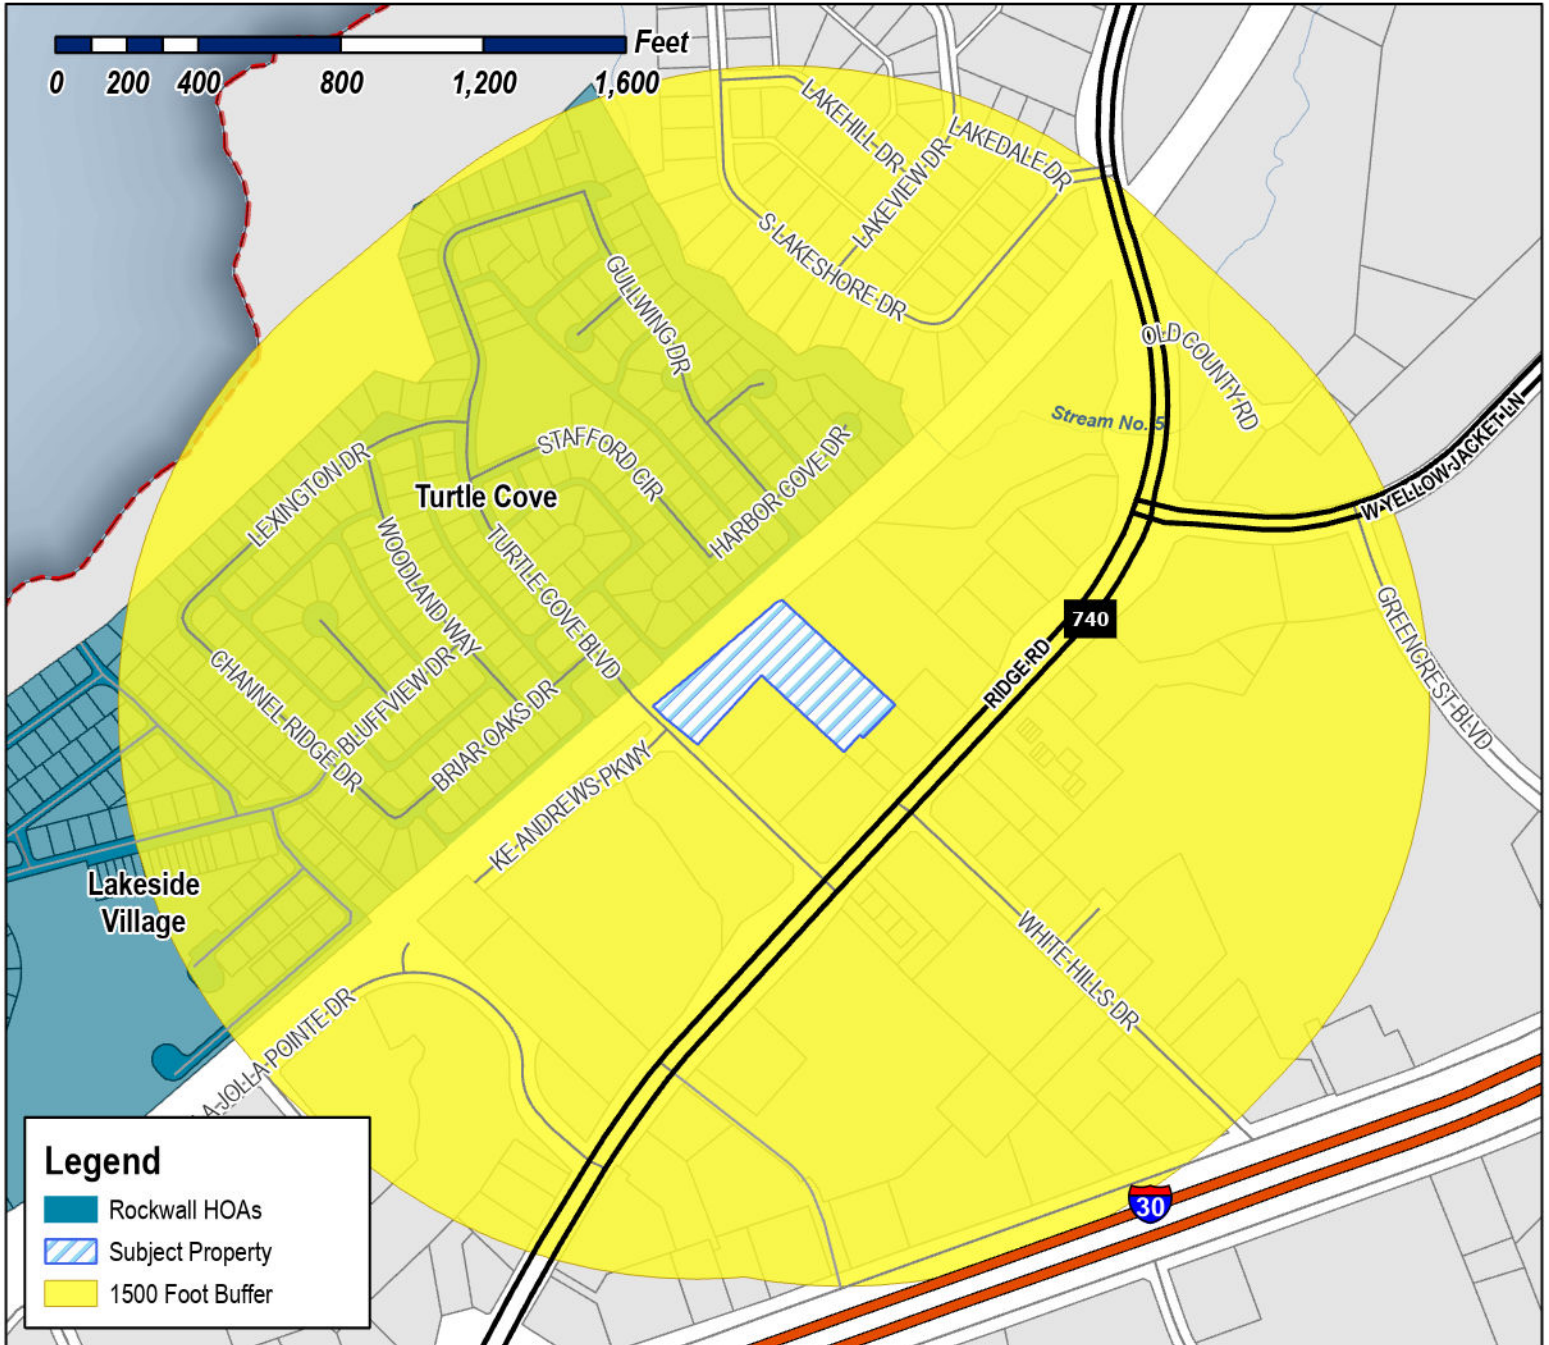 Feet
0 200 400 800 1,200 1,600
LAKEHILL DR
LAKEDALE DR
LAKEVIEW DR
S LAKESHORE DR
GULLWING DR
OLD COUNTY RD
Stream No. 5
STAFFORD CIR
HARBOR COVE DR
LEXINGTON DR
Turtle Cove
W YELLOW JACKET LN
WOODLAND WAY
TURTLE COVE BLVD
740
GREENCREST BLVD
RIDGE RD
CHANNEL RIDGE DR
BLUFFVIEW DR
BRIAR OAKS DR
KE ANDREWS PKWY
Lakeside
Village
WHITE HILLS DR
LA JOLLA POINTE DR
30
Legend
Rockwall HOAs
Subject Property
1500 Foot Buffer